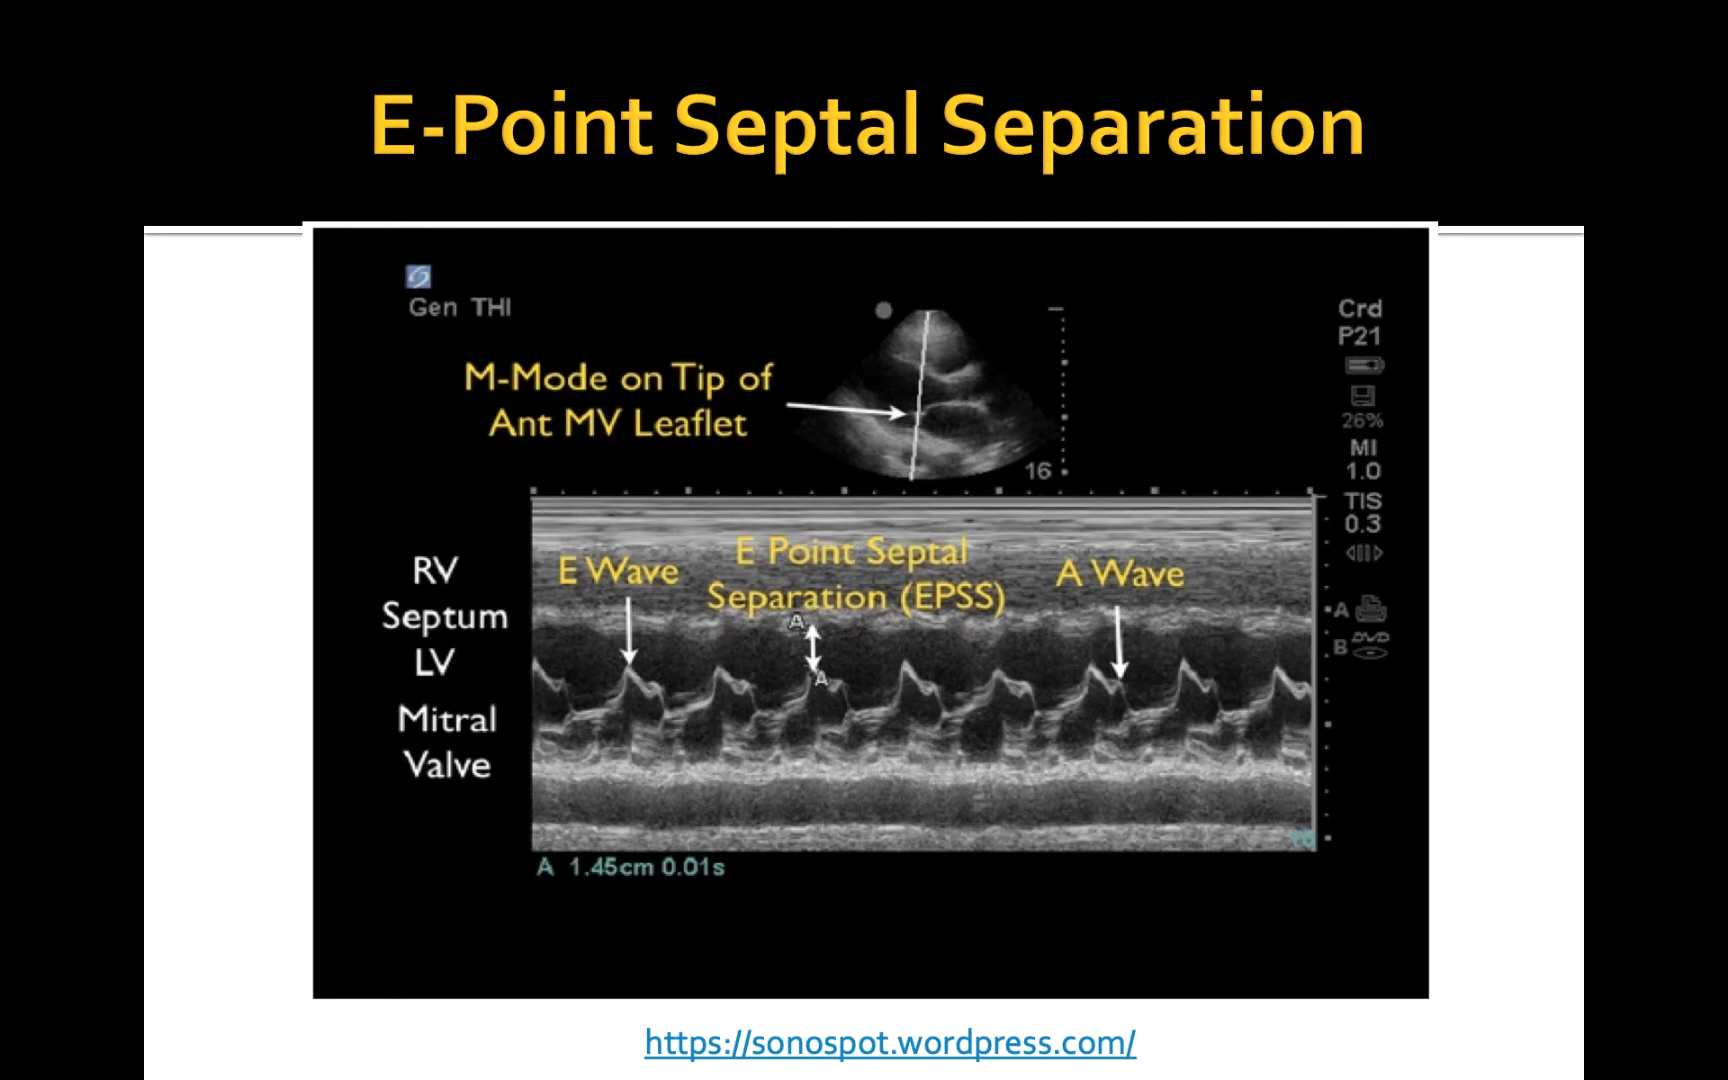 E-Point Septal Separation
Gen THI
M-Mode on Tip of
Ant MV Leaflet
16
Crd
P21
26%
MI
1.0
TIS
0.3
A
B DVD
RV
Septum
LV
Mitral
Valve
E Wave
E Point Septal
Separation (EPSS)
A Wave
A
A
16
A 1.45cm 0.01s
https://sonospot.wordpress.com/